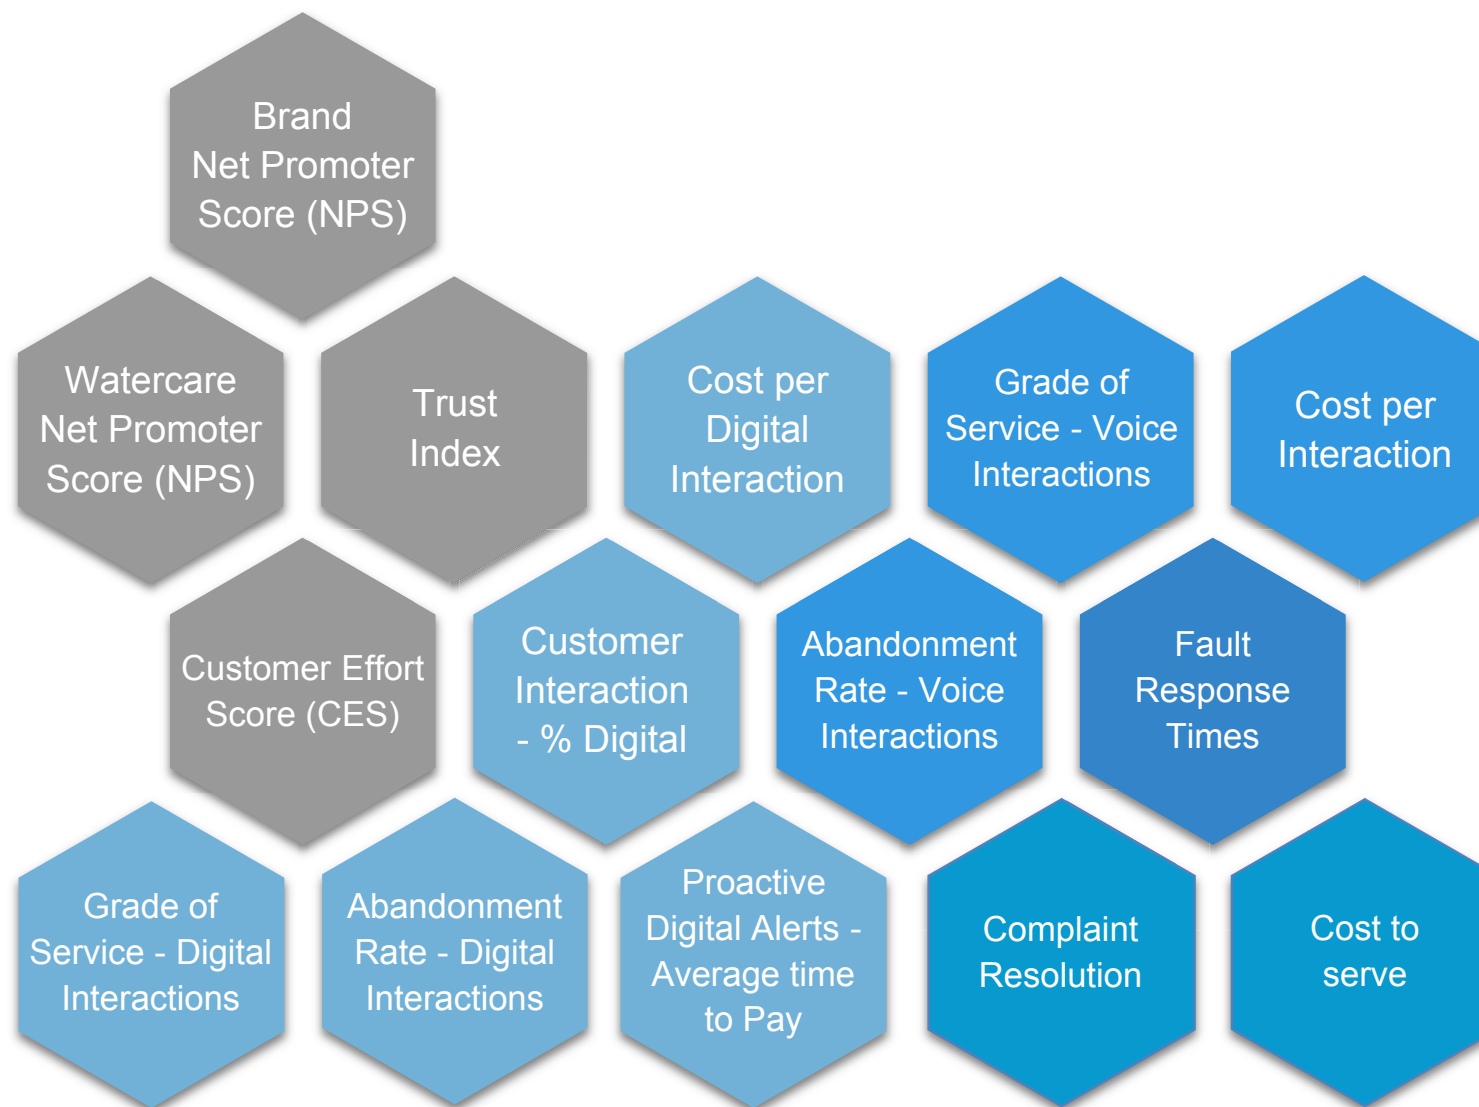 Brand
Net Promoter
Score (NPS)
Watercare
Net Promoter
Score (NPS)
Trust
Index
Cost per
Digital
Interaction
Grade of
Service - Voice
Interactions
Cost per
Interaction
Customer Effort
Score (CES)
Customer
Interaction
- % Digital
Abandonment
Rate - Voice
Interactions
Fault
Response
Times
Grade of
Service - Digital
Interactions
Abandonment
Rate - Digital
Interactions
Proactive
Digital Alerts -
Average time
to Pay
Complaint
Resolution
Cost to
serve